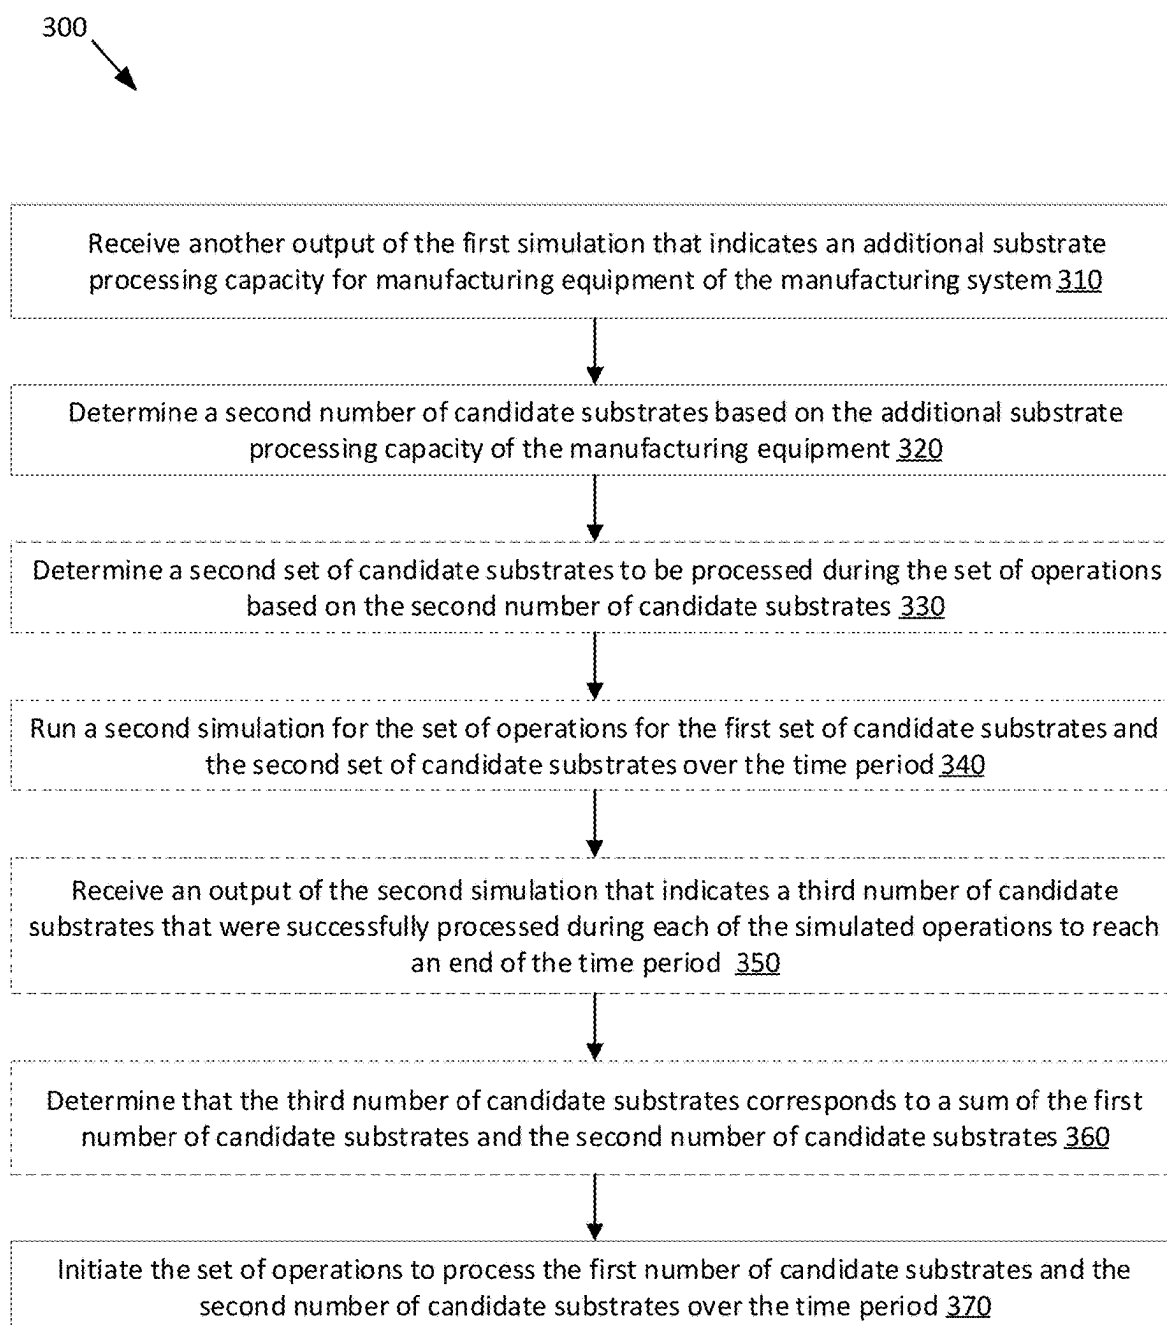 300
Receive another output of the first simulation that indicates an additional substrate
processing capacity for manufacturing equipment of the manufacturing system 310
Determine a second number of candidate substrates based on the additional substrate
processing capacity of the manufacturing equipment 320
Determine a second set of candidate substrates to be processed during the set of operations
based on the second number of candidate substrates 330
Run a second simulation for the set of operations for the first set of candidate substrates and
the second set of candidate substrates over the time period 340
Receive an output of the second simulation that indicates a third number of candidate
substrates that were successfully processed during each of the simulated operations to reach
an end of the time period 350
Determine that the third number of candidate substrates corresponds to a sum of the first
number of candidate substrates and the second number of candidate substrates 360
Initiate the set of operations to process the first number of candidate substrates and the
second number of candidate substrates over the time period 370